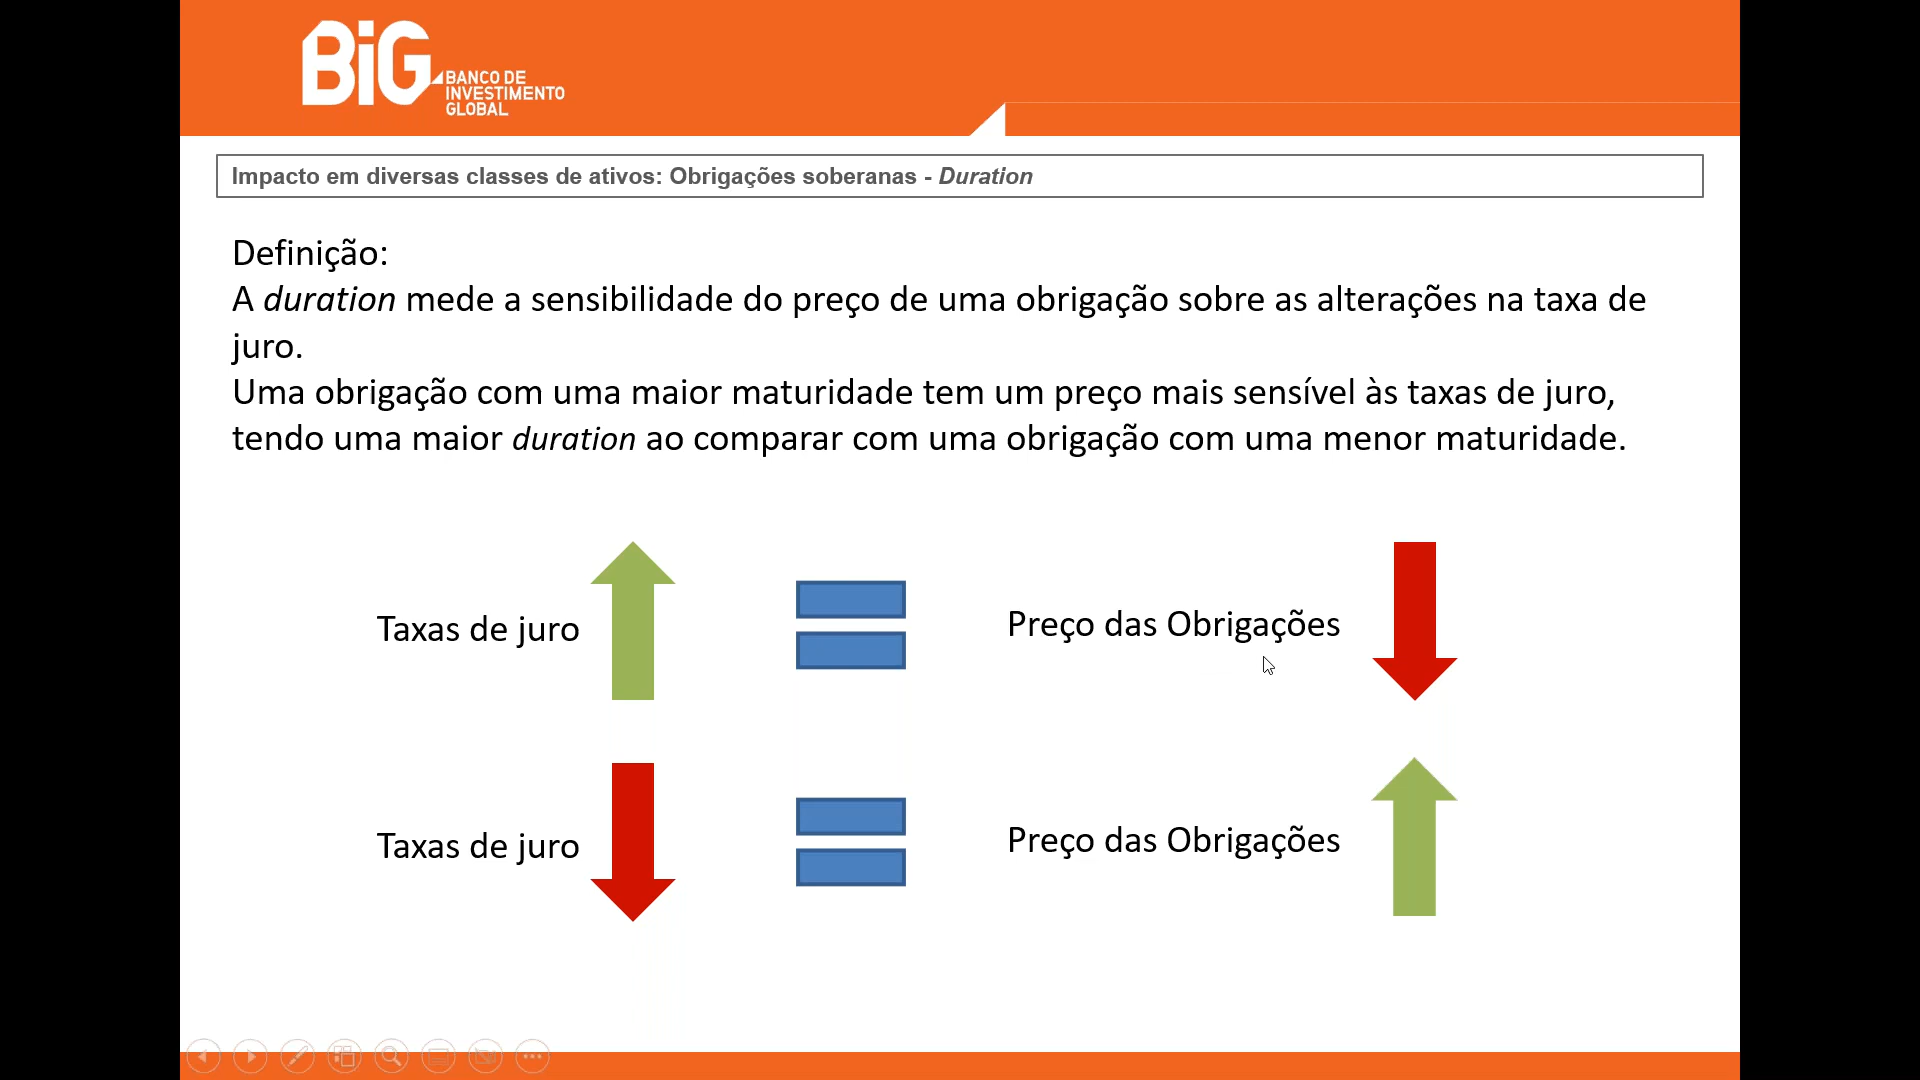 BiG
BANCO DE
INVESTIMENTO
GLOBAL
Impacto em diversas classes de ativos: Obrigações soberanas - Duration
Definição:
A duration mede a sensibilidade do preço de uma obrigação sobre as alterações na taxa de
juro.
Uma obrigação com uma maior maturidade tem um preço mais sensível às taxas de juro,
tendo uma maior duration ao comparar com uma obrigação com uma menor maturidade.
Taxas de juro
Preço das Obrigações
Taxas de juro
Preço das Obrigações